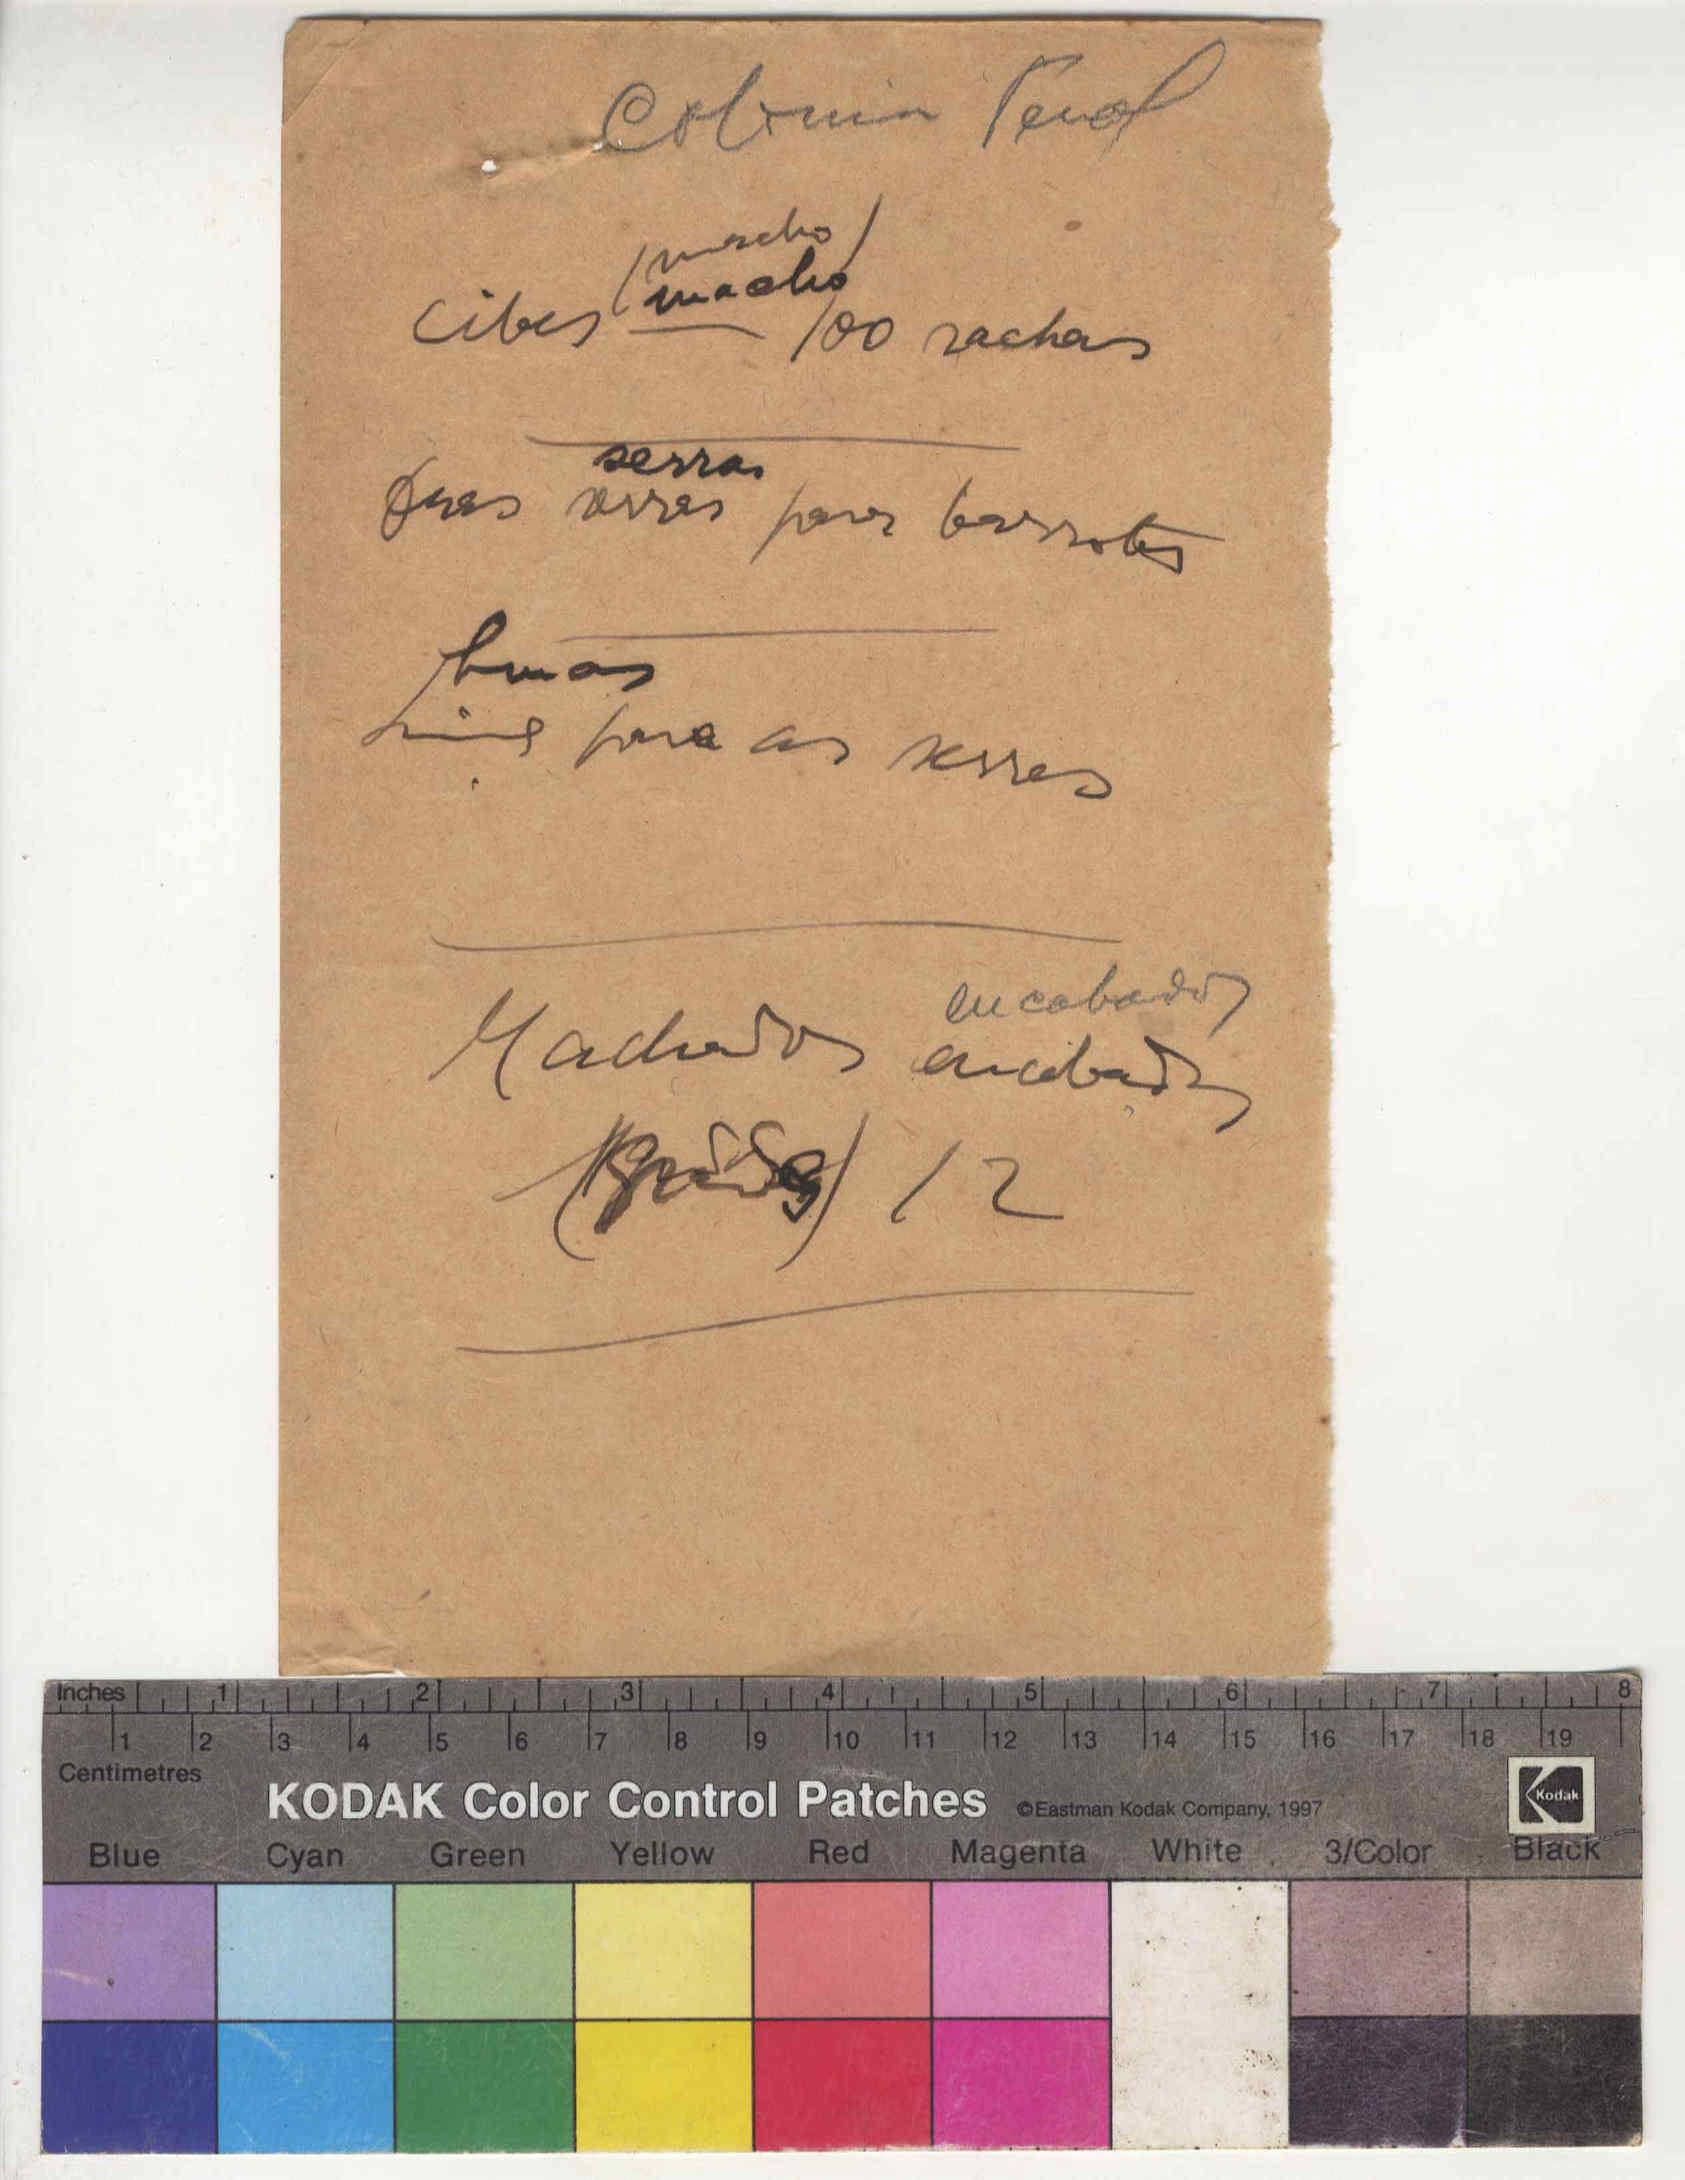 Colonia Penal
(macho)
macho
Cibes 100 rachas
serras
Duas serras para barrotes
limas
para as serras
encabados
Machados encabados
12
Inches 1 2 3 4 5 6 7 8
1 2 3 4 5 6 7 8 9 10 11 12 13 14 15 16 17 18 19
Centimetres
KODAK Color Control Patches ©Eastman Kodak Company, 1997 Kodak
Blue Cyan Green Yellow Red Magenta White 3/Color Black